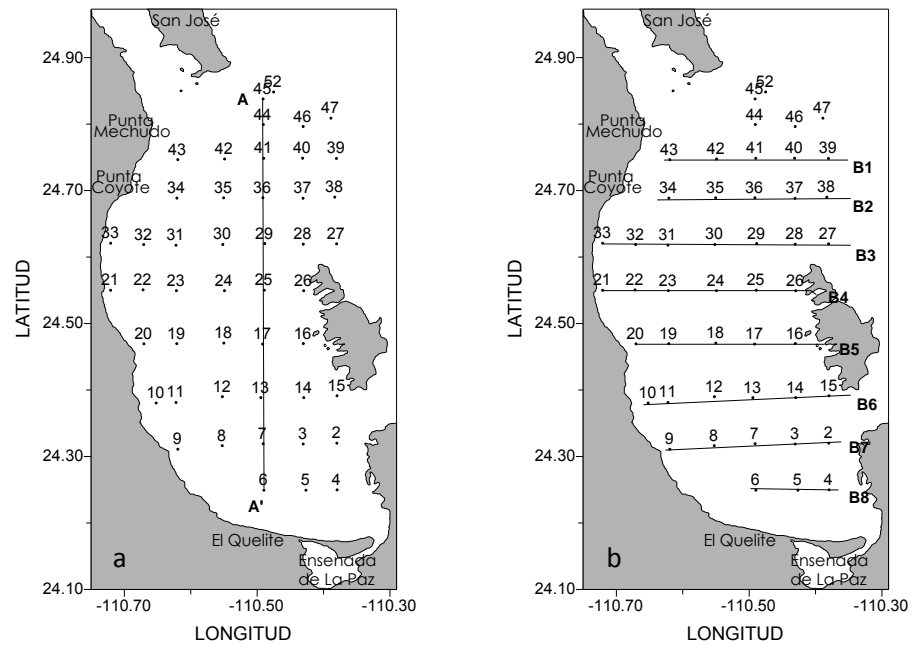 San José
24.90
52
45
A
47
44
46
Punta
Mechudo
43 42 41 40 39
Punta
Coyote
24.70
34 35 36 37 38
33 32 31 30 29 28 27
21 22 23 24 25 26
24.50
20 19 18 17 16
10 11 12 13 14 15
9 8 7 3 2
24.30
6 5 4
A'
El Quelite
a
Ensenada
de La Paz
24.10
-110.70 -110.50 -110.30
LONGITUD
LATITUD
San José
24.90
52
45
47
44
46
Punta
Mechudo
43 42 41 40 39
B1
Punta
Coyote
24.70
34 35 36 37 38
B2
33 32 31 30 29 28 27
B3
21 22 23 24 25 26
B4
24.50
20 19 18 17 16
B5
10 11 12 13 14 15
B6
9 8 7 3 2
B7
24.30
6 5 4
B8
El Quelite
b
Ensenada
de La Paz
24.10
-110.70 -110.50 -110.30
LONGITUD
LATITUD